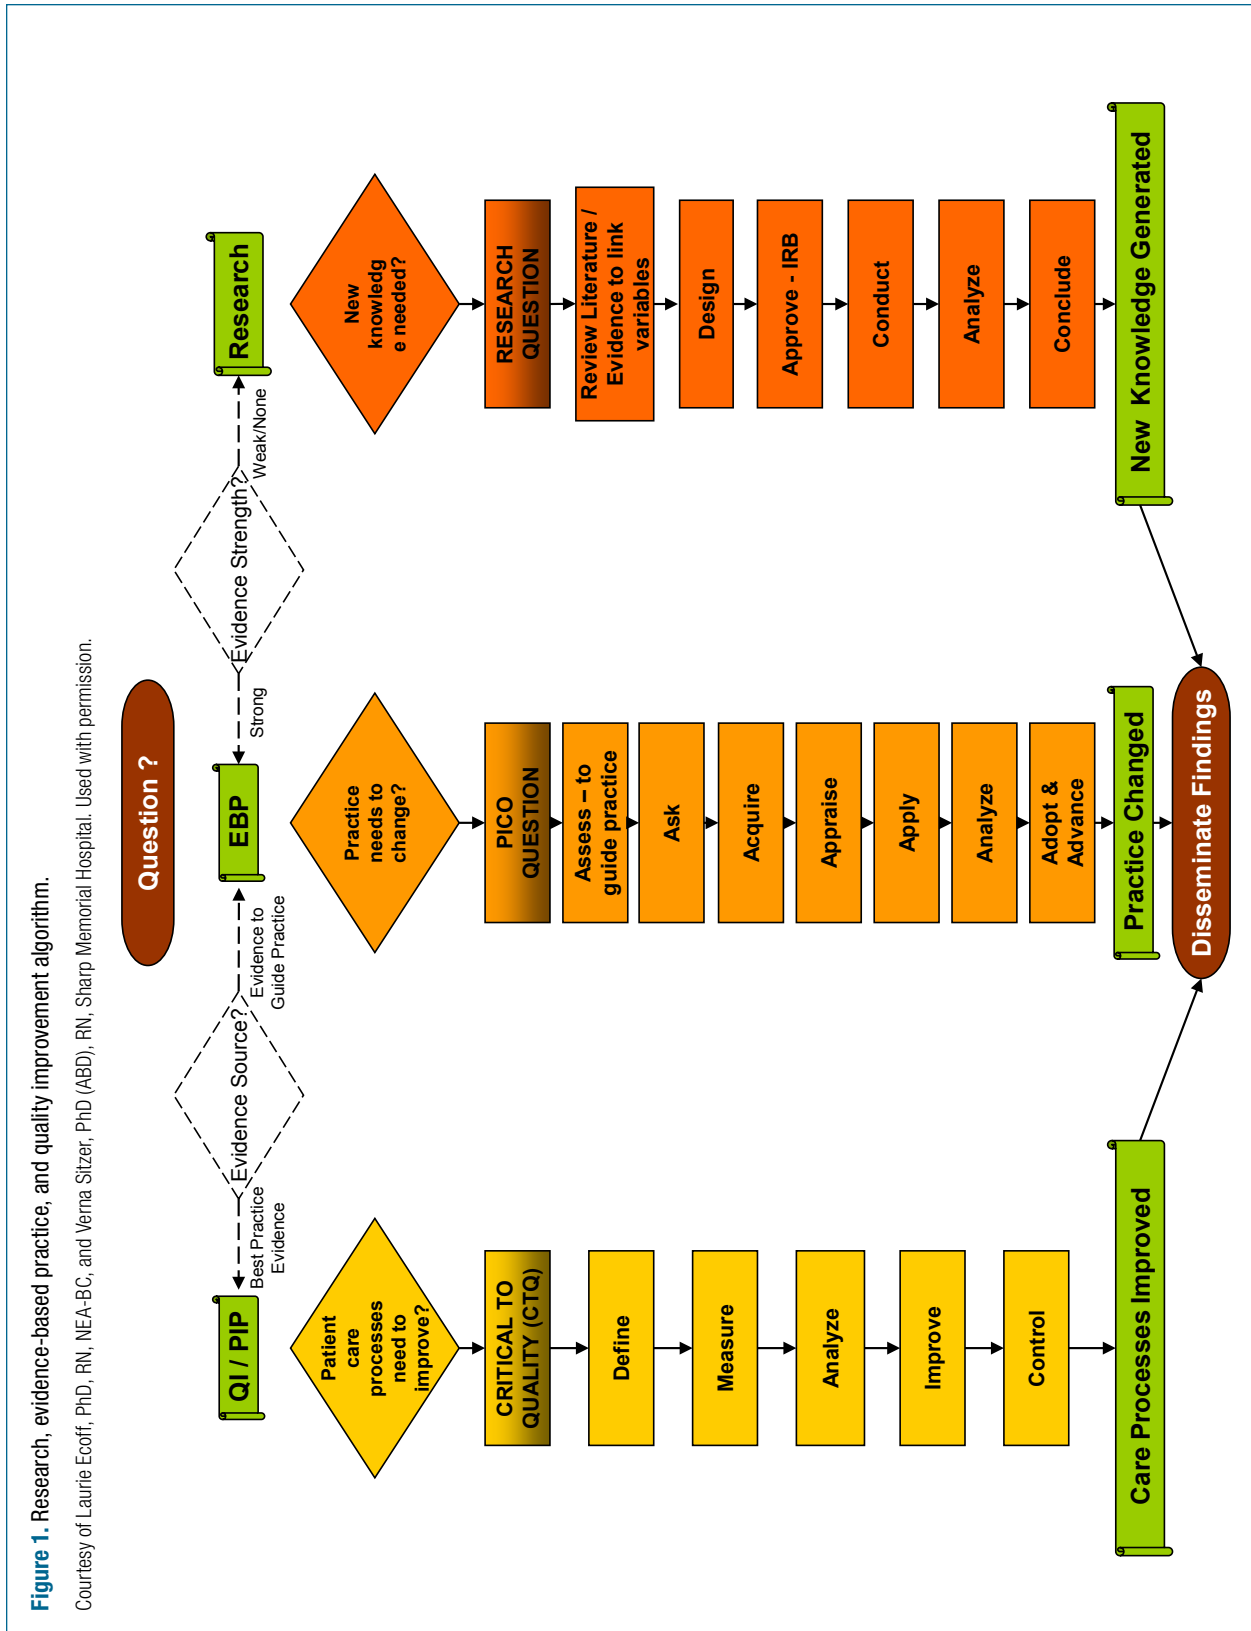 Figure 1. Research, evidence-based practice, and quality improvement algorithm.
Courtesy of Laurie Ecoff, PhD, RN, NEA-BC, and Verna Sitzer, PhD (ABD), RN, Sharp Memorial Hospital. Used with permission.
Question ?
QI / PIP
Best Practice
Evidence
Evidence Source?
Evidence to
Guide Practice
EBP
Strong
Evidence Strength?
Weak/None
Research
Patient
care
processes
need to
improve?
CRITICAL TO
QUALITY (CTQ)
Define
Measure
Analyze
Improve
Control
Care Processes Improved
Practice
needs to
change?
PICO
QUESTION
Assess – to
guide practice
Ask
Acquire
Appraise
Apply
Analyze
Adopt &
Advance
Practice Changed
New
knowledg
e needed?
RESEARCH
QUESTION
Review Literature /
Evidence to link
variables
Design
Approve - IRB
Conduct
Analyze
Conclude
New Knowledge Generated
Disseminate Findings